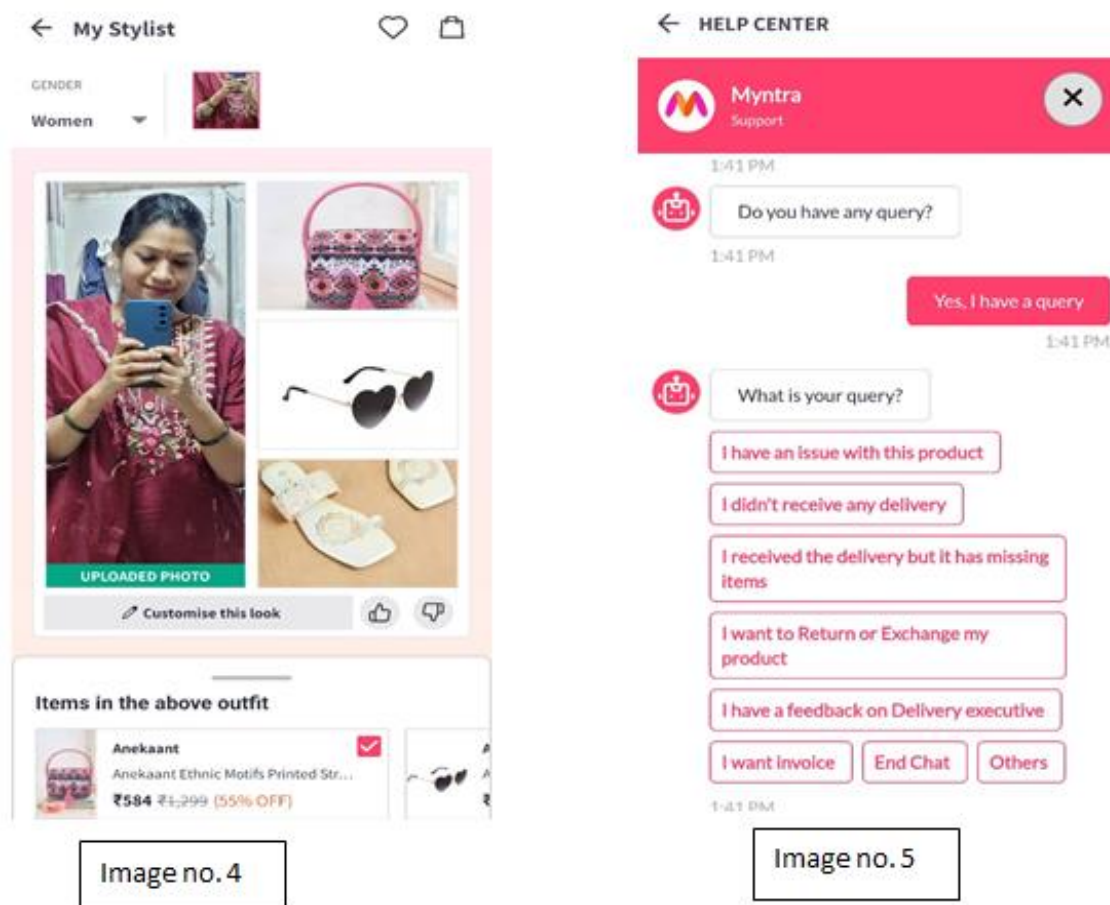 My Stylist
GENDER
Women
UPLOADED PHOTO
Customise this look
Items in the above outfit
Anekaant
Anekaant Ethnic Motifs Printed Str...
₹584 ₹1,299 (55% OFF)
Image no. 4
HELP CENTER
Myntra
Support
1:41 PM
Do you have any query?
1:41 PM
Yes, I have a query
1:41 PM
What is your query?
I have an issue with this product
I didn't receive any delivery
I received the delivery but it has missing
items
I want to Return or Exchange my
product
I have a feedback on Delivery executive
I want invoice End Chat Others
1:41 PM
Image no. 5